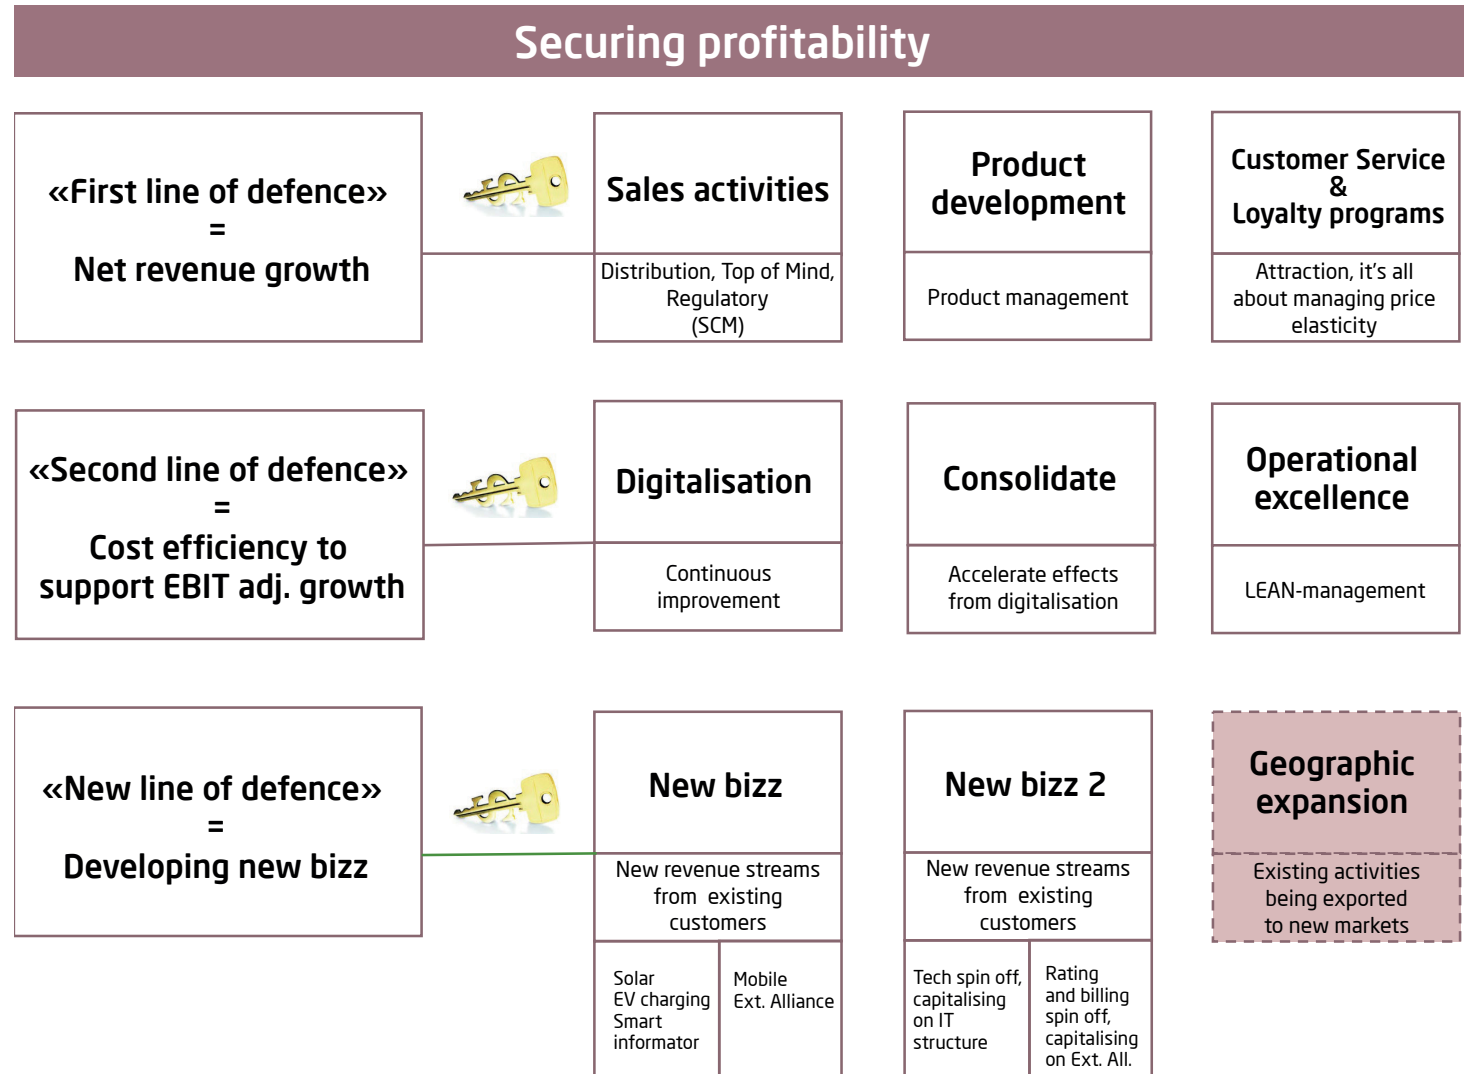 Securing profitability
«First line of defence»
=
Net revenue growth
Sales activities
Distribution, Top of Mind,
Regulatory
(SCM)
Product
development
Product management
Customer Service
&
Loyalty programs
Attraction, it's all
about managing price
elasticity
«Second line of defence»
=
Cost efficiency to
support EBIT adj. growth
Digitalisation
Continuous
improvement
Consolidate
Accelerate effects
from digitalisation
Operational
excellence
LEAN-management
«New line of defence»
=
Developing new bizz
New bizz
New revenue streams
from existing
customers
Solar
EV charging
Smart
informator
Mobile
Ext. Alliance
New bizz 2
New revenue streams
from existing
customers
Tech spin off,
capitalising
on IT
structure
Rating
and billing
spin off,
capitalising
on Ext. All.
Geographic
expansion
Existing activities
being exported
to new markets